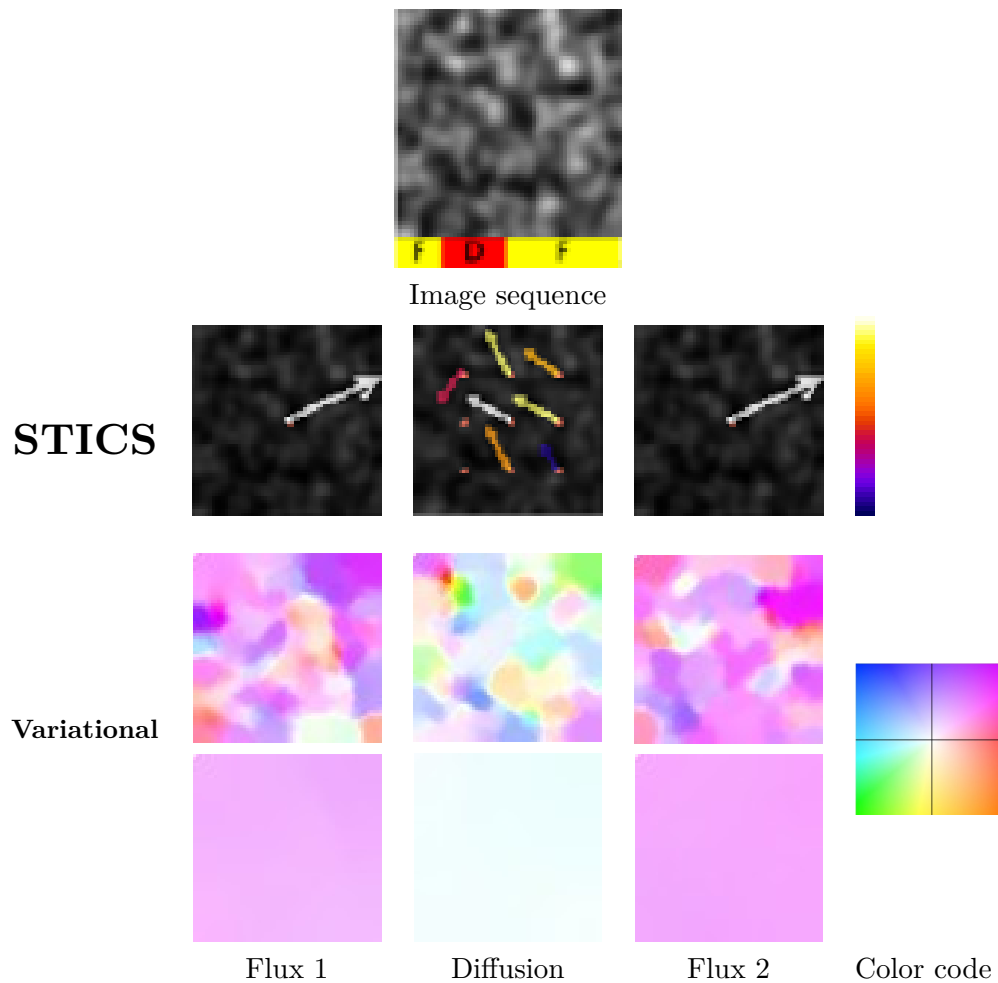 F D F
Image sequence
STICS
Variational
Flux 1 Diffusion Flux 2 Color code